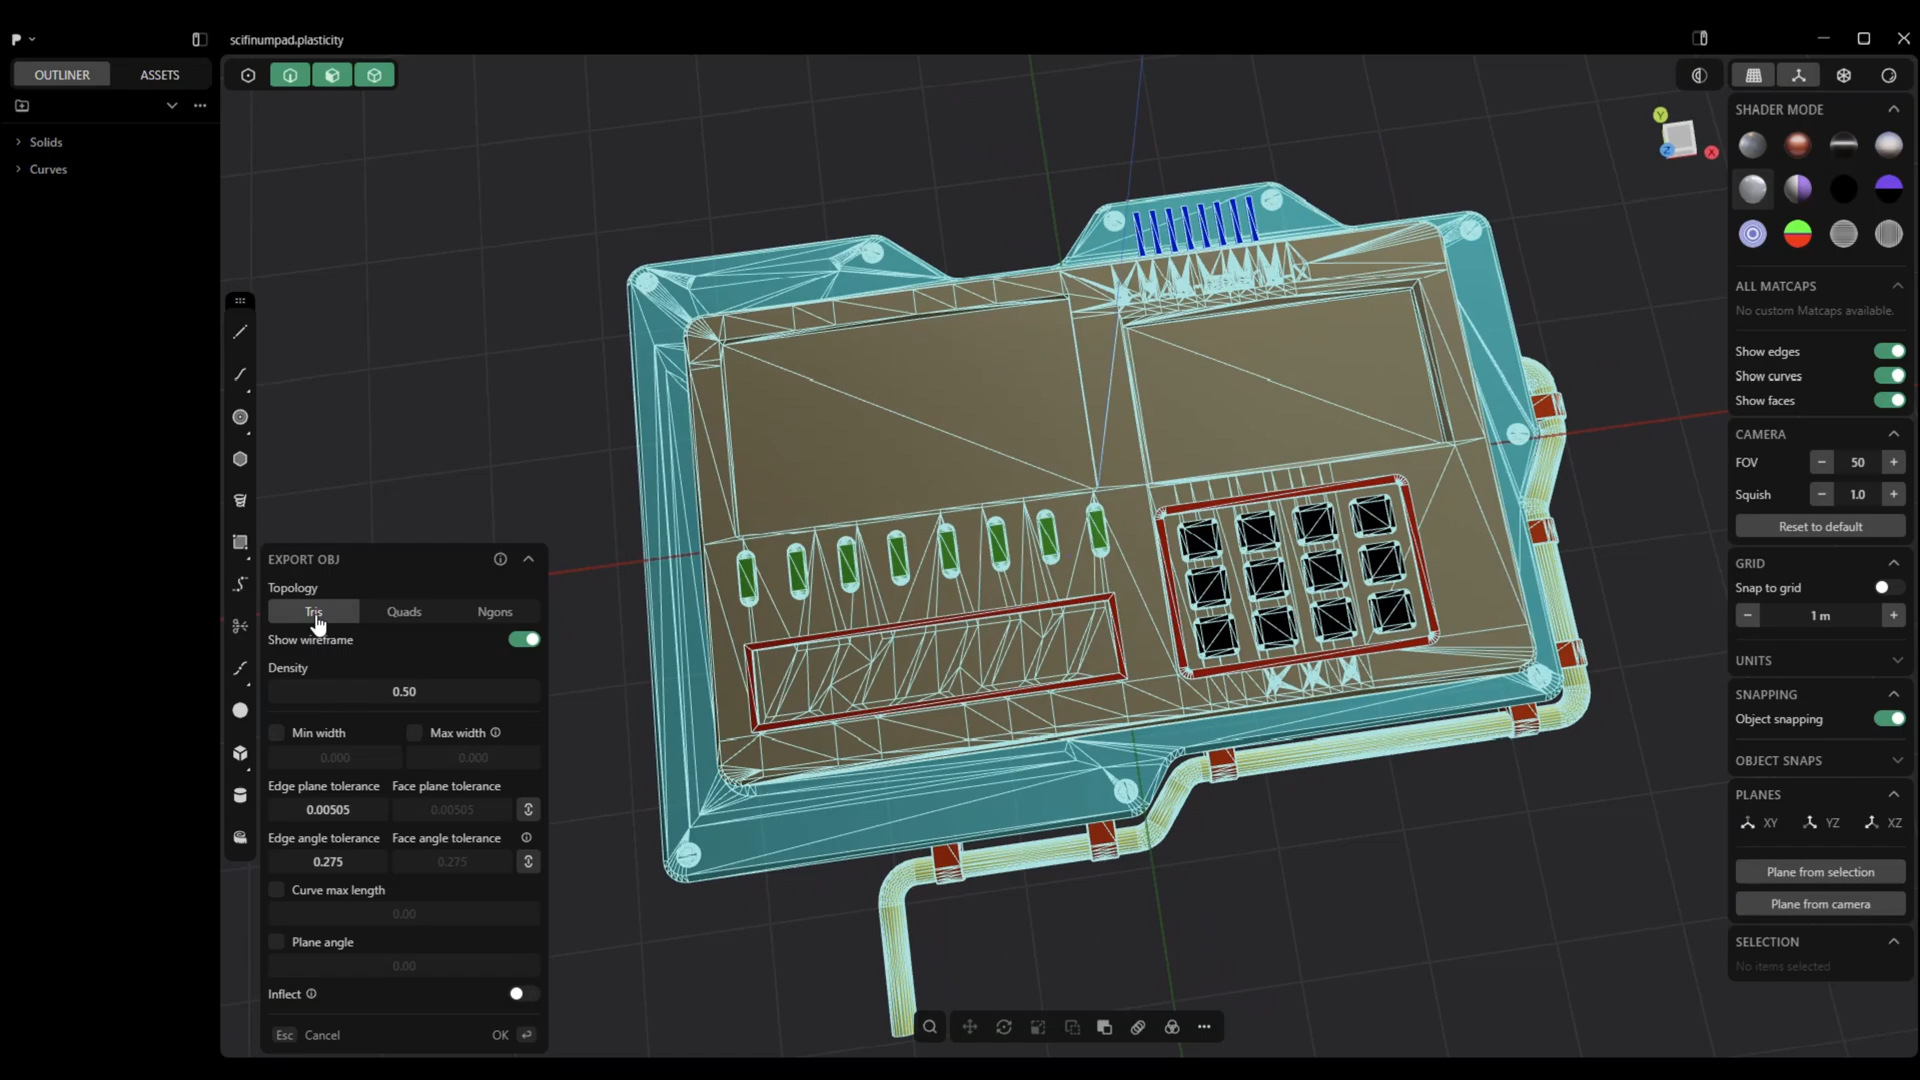 scifinumpad.plasticity
OUTLINER ASSETS
Solids
Curves
EXPORT OBJ
Topology
Tris Quads Ngons
Show wireframe
Density
0.50
Min width Max width
0.000 0.000
Edge plane tolerance Face plane tolerance
0.00505 0.00505
Edge angle tolerance Face angle tolerance
0.275 0.275
Curve max length
0.00
Plane angle
0.00
Inflect
Esc Cancel OK
Y
Z
X
SHADER MODE
ALL MATCAPS
No custom Matcaps available.
Show edges
Show curves
Show faces
CAMERA
FOV 50
Squish 1.0
Reset to default
GRID
Snap to grid
1 m
UNITS
SNAPPING
Object snapping
OBJECT SNAPS
PLANES
XY YZ XZ
Plane from selection
Plane from camera
SELECTION
No items selected